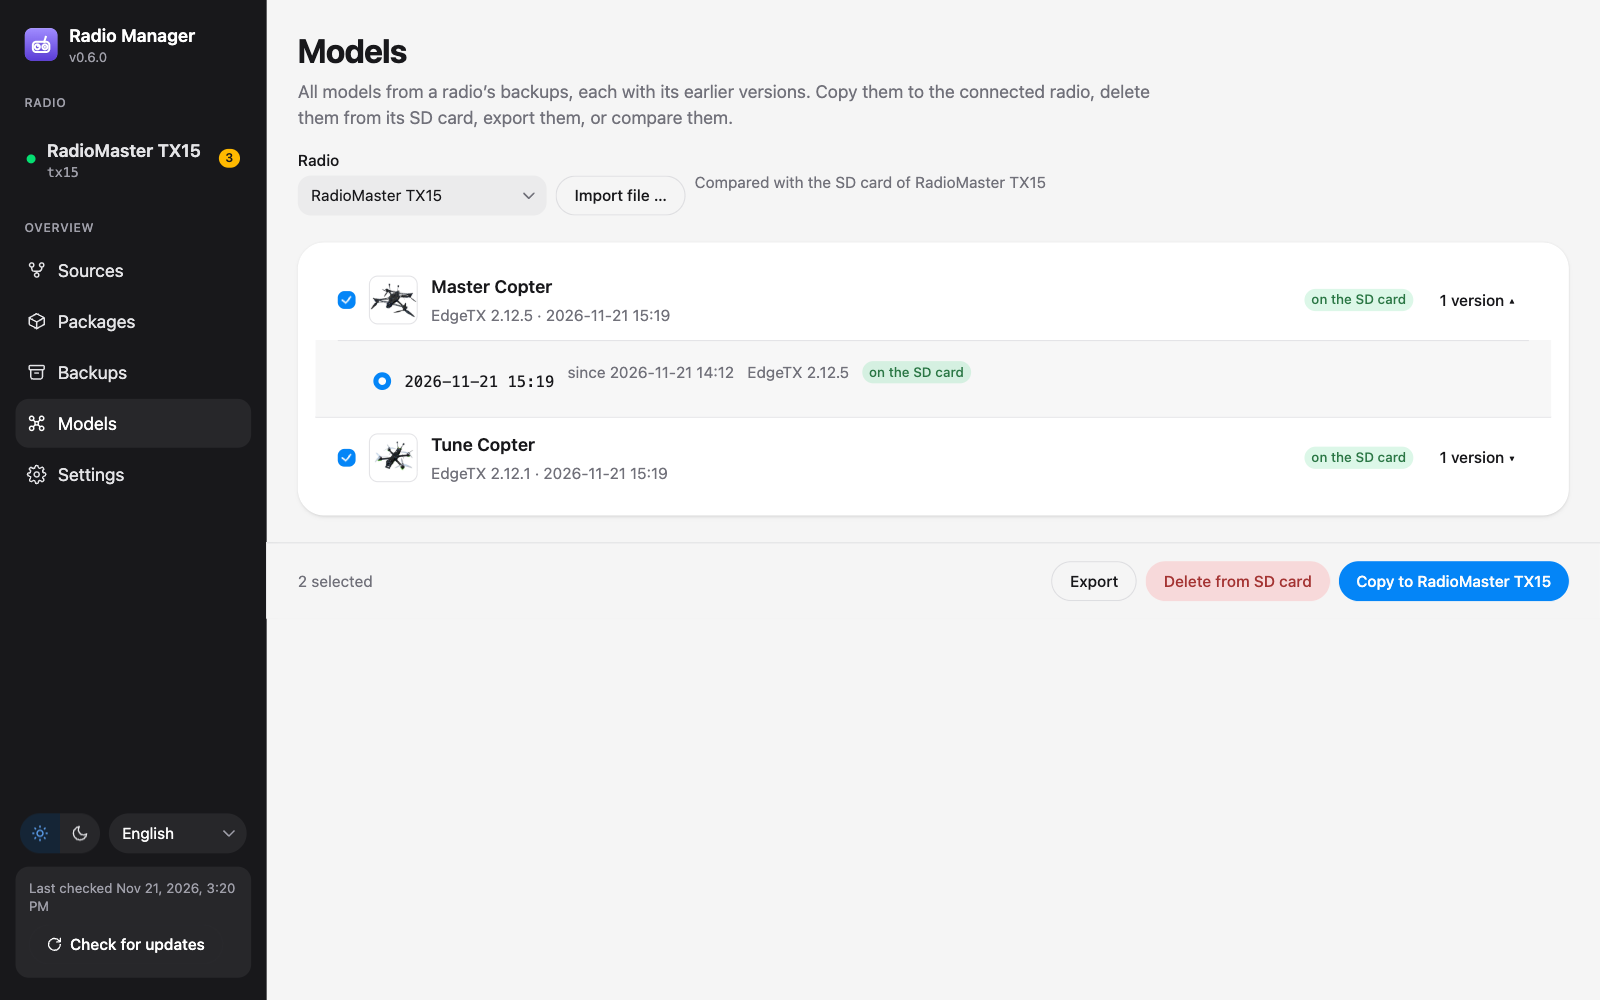 Radio Manager
v0.6.0
RADIO
RadioMaster TX15
3
tx15
OVERVIEW
Sources
Packages
Backups
Models
Settings
English
Last checked Nov 21, 2026, 3:20
PM
Check for updates
Models
All models from a radio’s backups, each with its earlier versions. Copy them to the connected radio, delete
them from its SD card, export them, or compare them.
Radio
RadioMaster TX15
Import file ...
Compared with the SD card of RadioMaster TX15
Master Copter
EdgeTX 2.12.5 · 2026-11-21 15:19
on the SD card
1 version
2026-11-21 15:19
since 2026-11-21 14:12
EdgeTX 2.12.5
on the SD card
Tune Copter
EdgeTX 2.12.1 · 2026-11-21 15:19
on the SD card
1 version
2 selected
Export
Delete from SD card
Copy to RadioMaster TX15